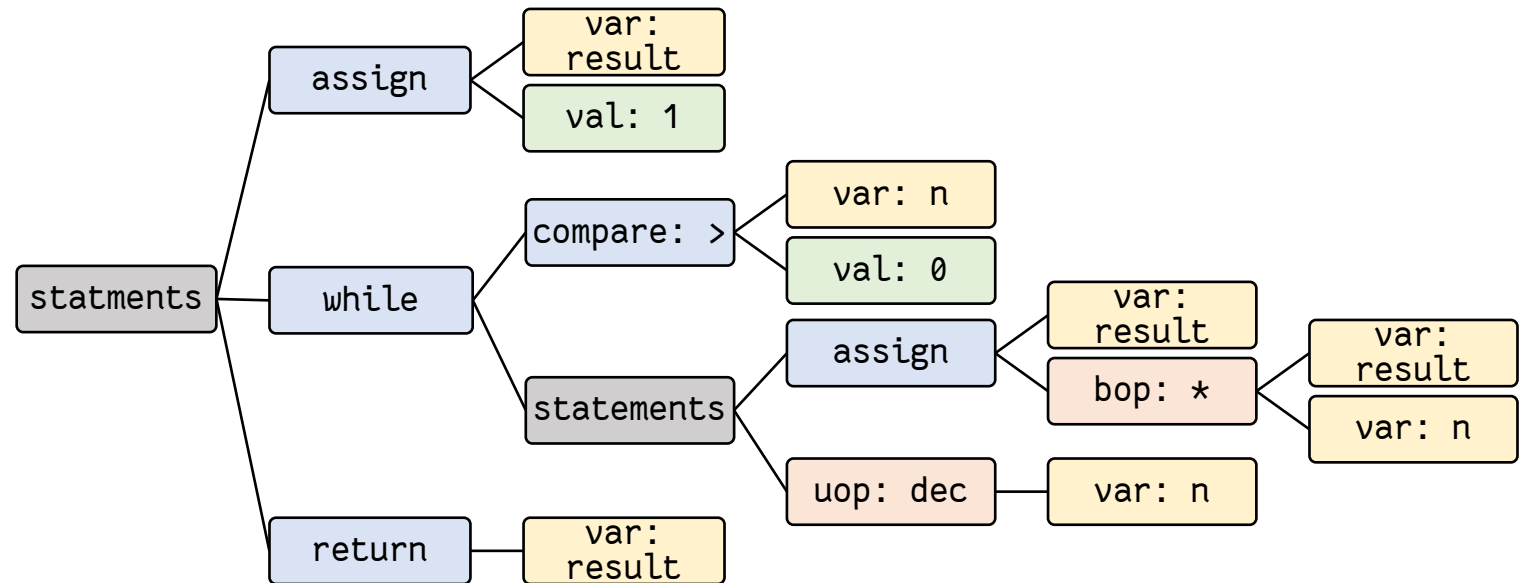 var:
result
assign
val: 1
var: n
compare: >
val: 0
statments
while
var:
result
assign
var:
result
bop: *
statements
var: n
uop: dec
var: n
var:
result
return